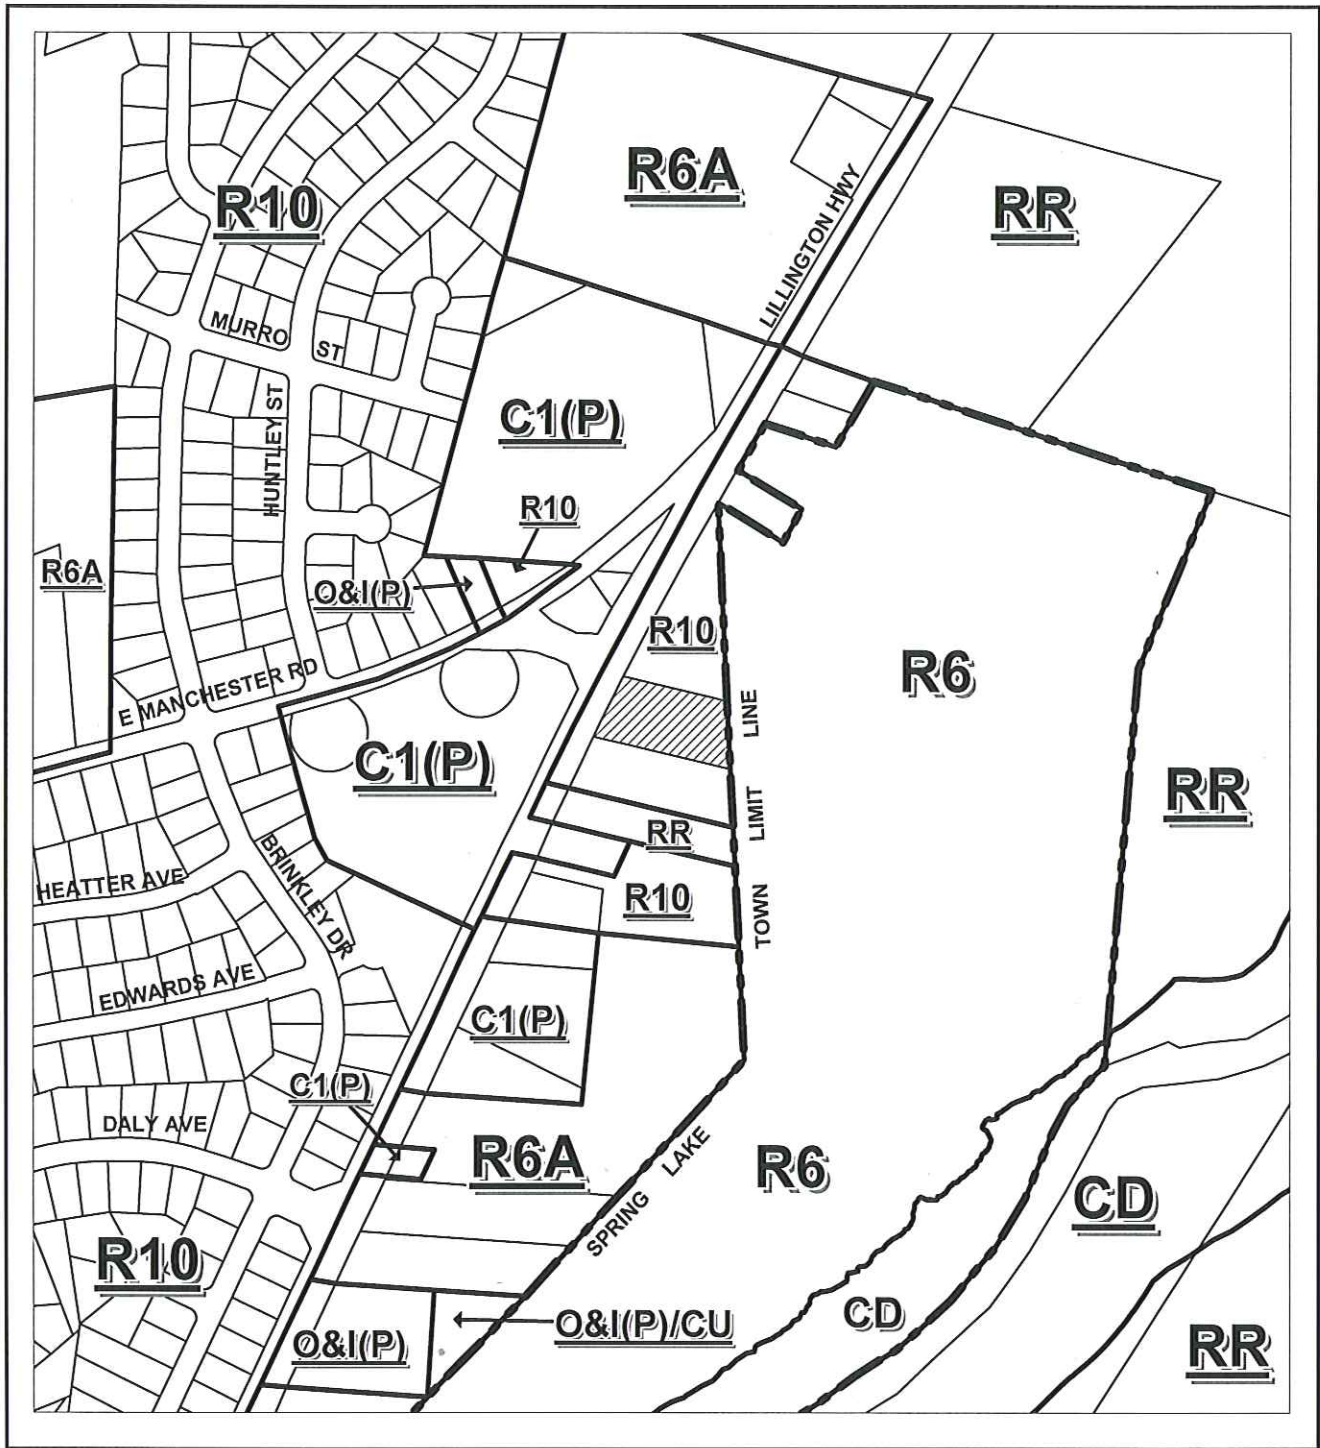 R6A
RR
R10
LILLINGTON HWY
MURRO ST
HUNTLEY ST
C1(P)
R10
R6A
O&I(P)
R10
R6
E MANCHESTER RD
C1(P)
RR
RR
R10
HEATTER AVE
BRINKLEY DR
EDWARDS AVE
C1(P)
C1(P)
DALY AVE
R6A
R6
SPRING LAKE TOWN LIMIT LINE
CD
R10
CD
O&I(P)/CU
O&I(P)
RR